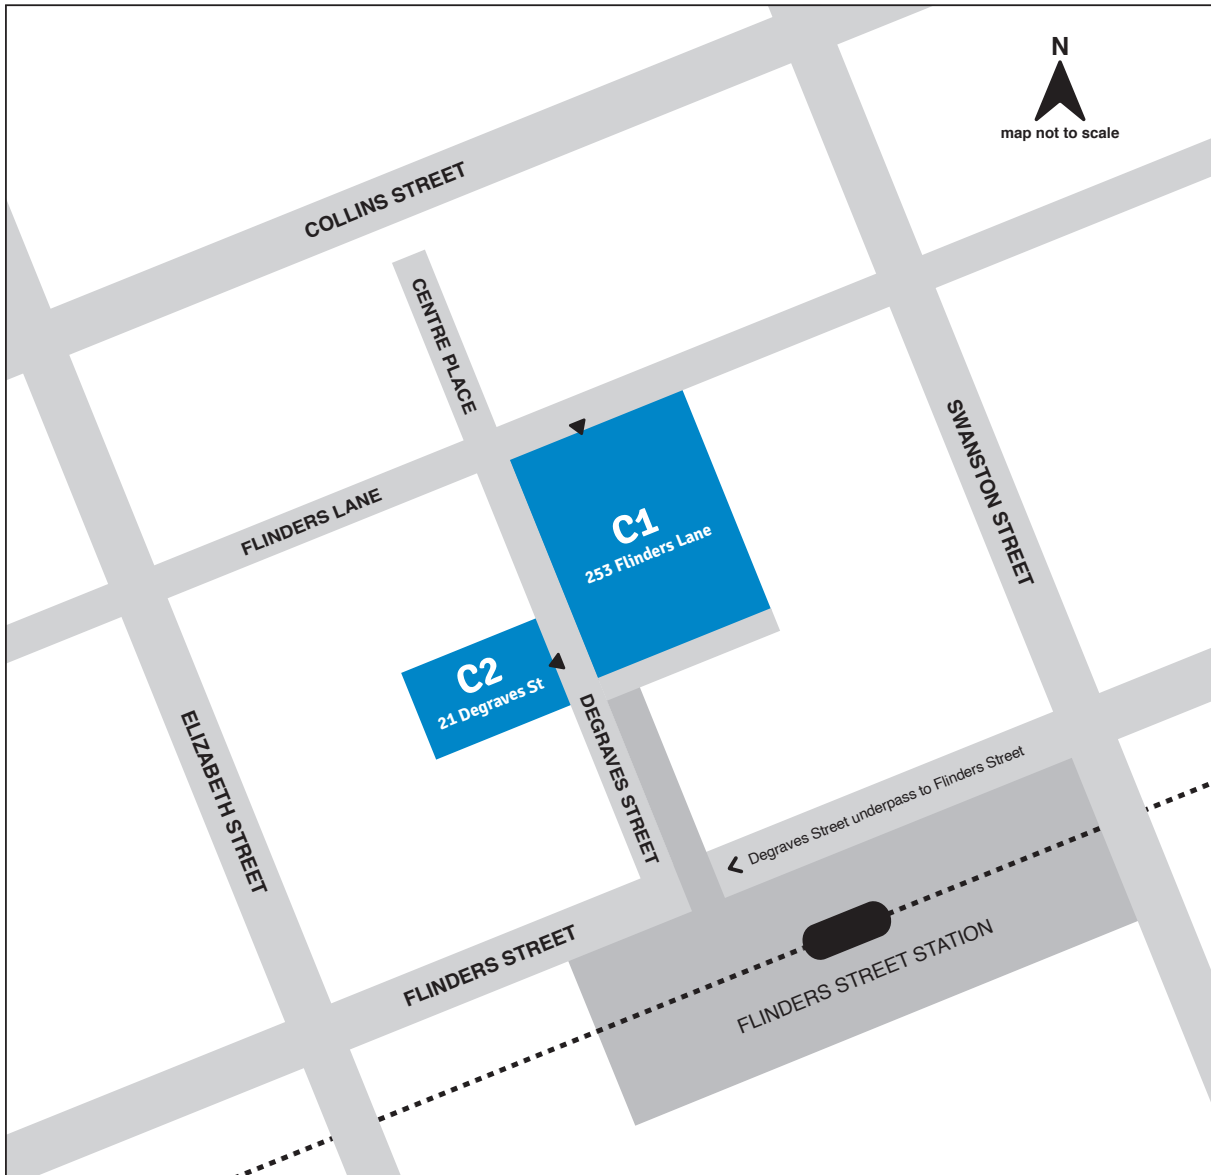 N
map not to scale
COLLINS STREET
CENTRE PLACE
SWANSTON STREET
FLINDERS LANE
C1
253 Flinders Lane
C2
21 Degraves St
DEGRAVES STREET
ELIZABETH STREET
Degraves Street underpass to Flinders Street
FLINDERS STREET
FLINDERS STREET STATION